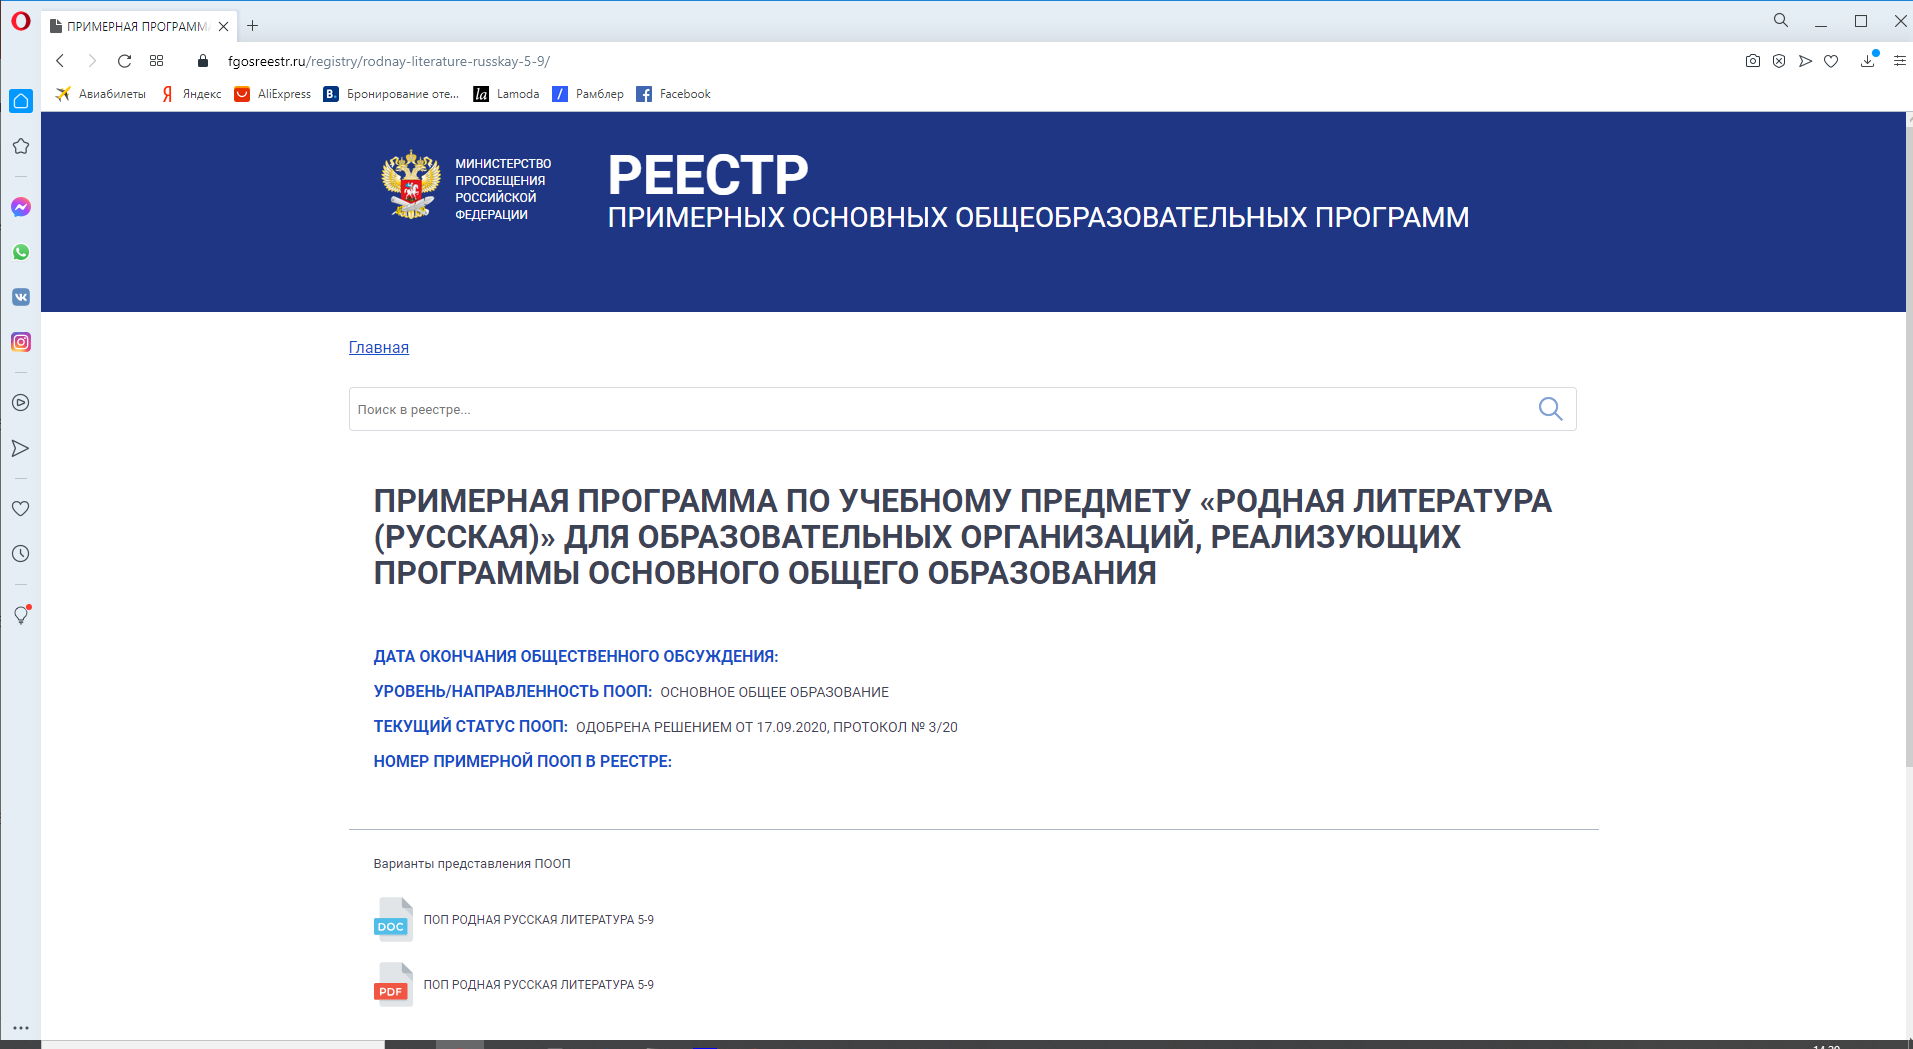 ПРИМЕРНАЯ ПРОГРАММА
fgosreestr.ru/registry/rodnay-literature-russkay-5-9/
Авиабилеты Яндекс AliExpress Бронирование оте... Lamoda Рамблер Facebook
МИНИСТЕРСТВО
ПРОСВЕЩЕНИЯ
РОССИЙСКОЙ
ФЕДЕРАЦИИ
РЕЕСТР
ПРИМЕРНЫХ ОСНОВНЫХ ОБЩЕОБРАЗОВАТЕЛЬНЫХ ПРОГРАММ
Главная
Поиск в реестре...
ПРИМЕРНАЯ ПРОГРАММА ПО УЧЕБНОМУ ПРЕДМЕТУ «РОДНАЯ ЛИТЕРАТУРА
(РУССКАЯ)» ДЛЯ ОБРАЗОВАТЕЛЬНЫХ ОРГАНИЗАЦИЙ, РЕАЛИЗУЮЩИХ
ПРОГРАММЫ ОСНОВНОГО ОБЩЕГО ОБРАЗОВАНИЯ
ДАТА ОКОНЧАНИЯ ОБЩЕСТВЕННОГО ОБСУЖДЕНИЯ:
УРОВЕНЬ/НАПРАВЛЕННОСТЬ ПООП: ОСНОВНОЕ ОБЩЕЕ ОБРАЗОВАНИЕ
ТЕКУЩИЙ СТАТУС ПООП: ОДОБРЕНА РЕШЕНИЕМ ОТ 17.09.2020, ПРОТОКОЛ № 3/20
НОМЕР ПРИМЕРНОЙ ПООП В РЕЕСТРЕ:
Варианты представления ПООП
DOC ПОП РОДНАЯ РУССКАЯ ЛИТЕРАТУРА 5-9
PDF ПОП РОДНАЯ РУССКАЯ ЛИТЕРАТУРА 5-9